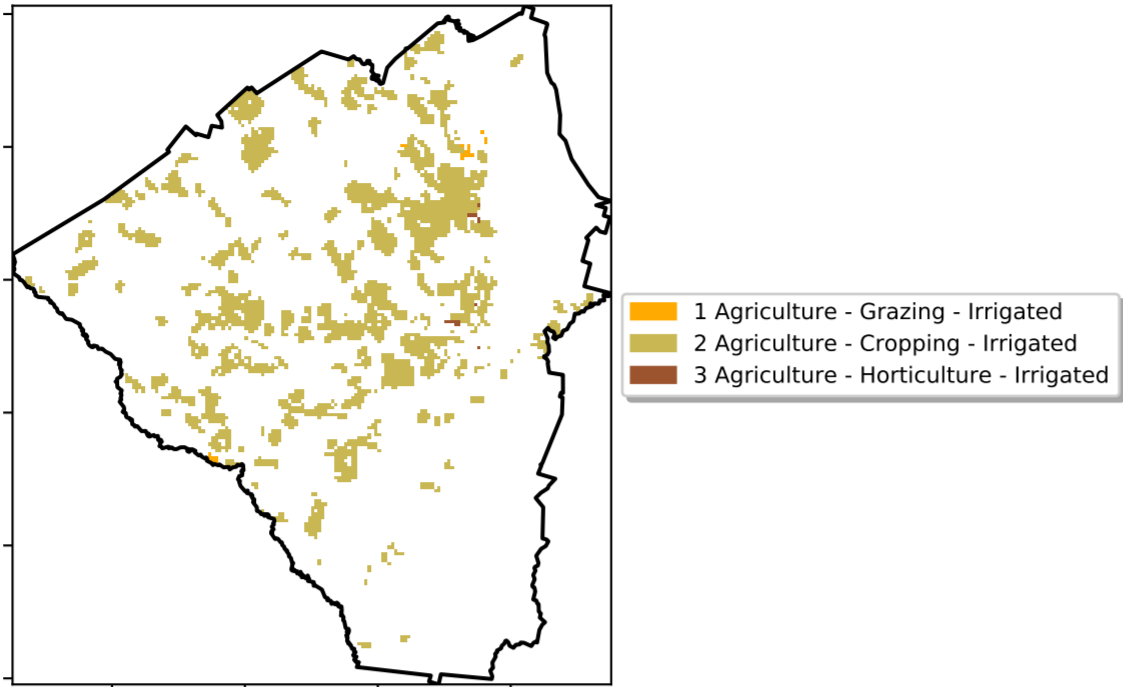 1 Agriculture - Grazing - Irrigated
2 Agriculture - Cropping - Irrigated
3 Agriculture - Horticulture - Irrigated